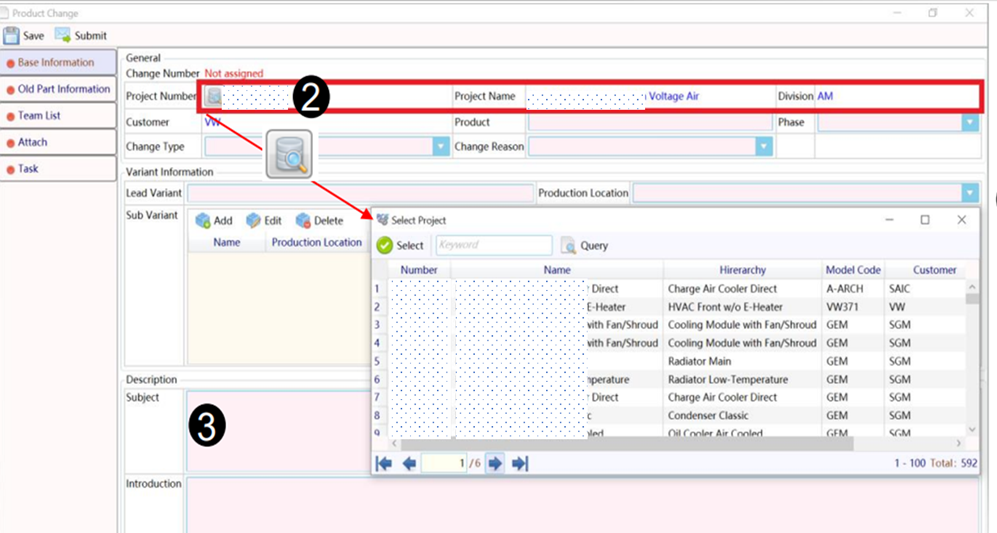 Product Change
Save Submit
Base Information
Old Part Information
Team List
Attach
Task
General
Change Number Not assigned
Project Number 2 Project Name Voltage Air Division AM
Customer VW Product Phase
Change Type Change Reason
Variant Information
Lead Variant Production Location
Sub Variant Add Edit Delete
Name Production Location
Select Project
Select Keyword Query
Number Name Hirerarchy Model Code Customer
1 Direct Charge Air Cooler Direct A-ARCH SAIC
2 E-Heater HVAC Front w/o E-Heater VW371 VW
3 with Fan/Shroud Cooling Module with Fan/Shroud GEM SGM
4 with Fan/Shroud Cooling Module with Fan/Shroud GEM SGM
5 Radiator Main GEM SGM
6 Radiator Low-Temperature GEM SGM
7 Direct Charge Air Cooler Direct GEM SGM
8 Condenser Classic GEM SGM
9 Oil Cooler Air Cooled GEM SGM
1 /6 1 - 100 Total: 592
Description
Subject 3
Introduction